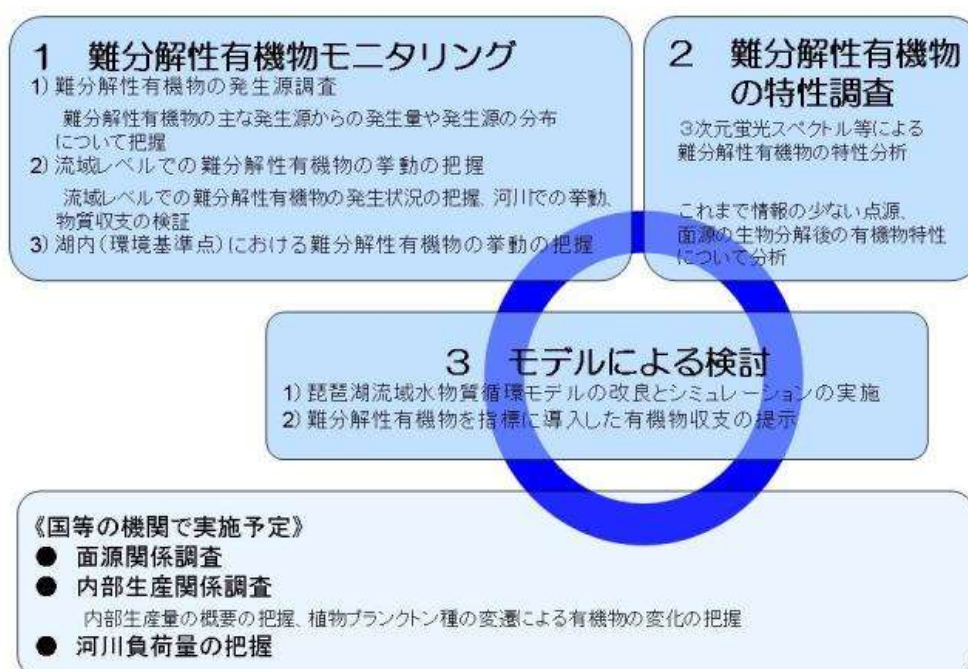 1 難分解性有機物モニタリング
1) 難分解性有機物の発生源調査
難分解性有機物の主な発生源からの発生量や発生源の分布
について把握
2) 流域レベルでの難分解性有機物の挙動の把握
流域レベルでの難分解性有機物の発生状況の把握、河川での挙動、
物質収支の検証
3) 湖内(環境基準点)における難分解性有機物の挙動の把握
2 難分解性有機物
の特性調査
3次元蛍光スペクトル等による
難分解性有機物の特性分析
これまで情報の少ない点源、
面源の生物分解後の有機物特性
について分析
3 モデルによる検討
1) 琵琶湖流域水物質循環モデルの改良とシミュレーションの実施
2) 難分解性有機物を指標に導入した有機物収支の提示
《国等の機関で実施予定》
● 面源関係調査
● 内部生産関係調査
内部生産量の概要の把握、植物プランクトン種の変遷による有機物の変化の把握
● 河川負荷量の把握